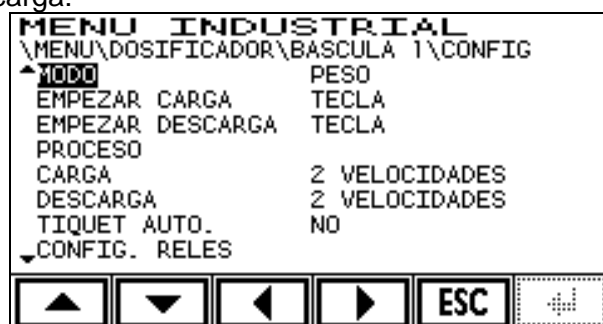 carga.
MENU INDUSTRIAL
\MENU\DOSIFICADOR\BASCULA 1\CONFIG
MODO PESO
EMPEZAR CARGA TECLA
EMPEZAR DESCARGA TECLA
PROCESO
CARGA 2 VELOCIDADES
DESCARGA 2 VELOCIDADES
TIQUET AUTO. NO
CONFIG. RELES
ESC